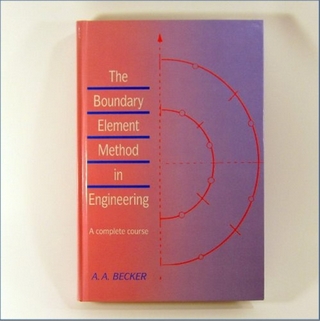 The
Boundary
Element
Method
in
Engineering
A complete course
A. A. BECKER